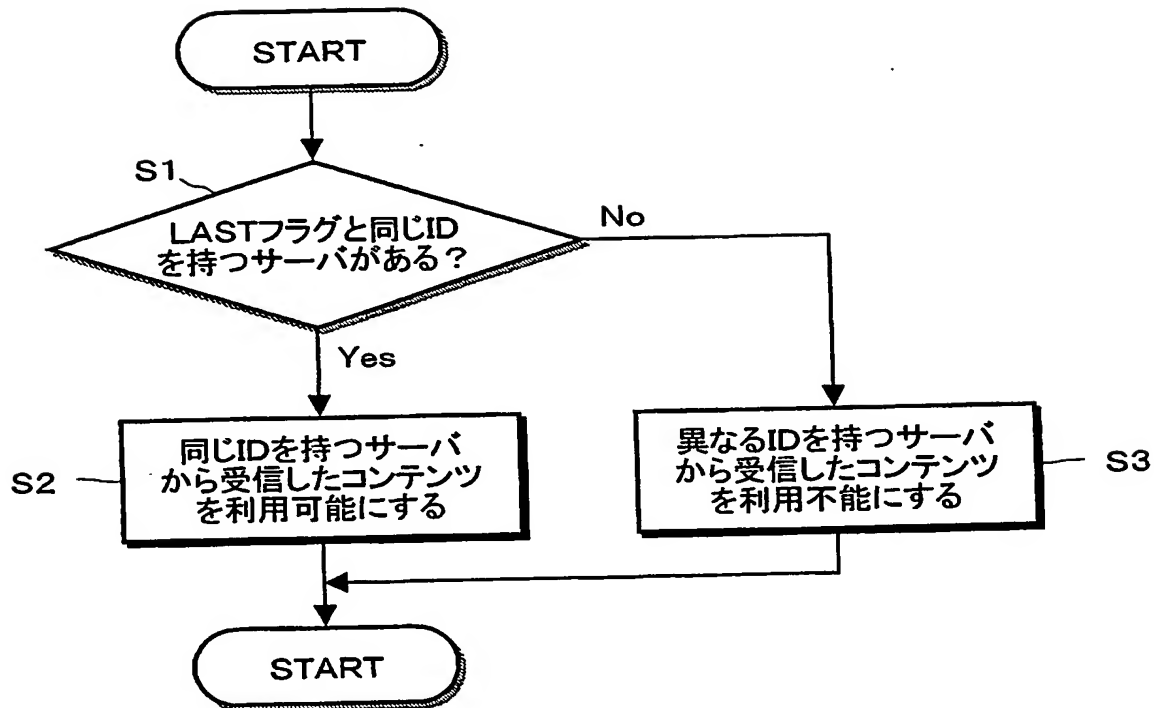 START
S1
LASTフラグと同じID
を持つサーバがある？
No
Yes
S2
同じIDを持つサーバ
から受信したコンテンツ
を利用可能にする
異なるIDを持つサーバ
から受信したコンテンツ
を利用不能にする
S3
START